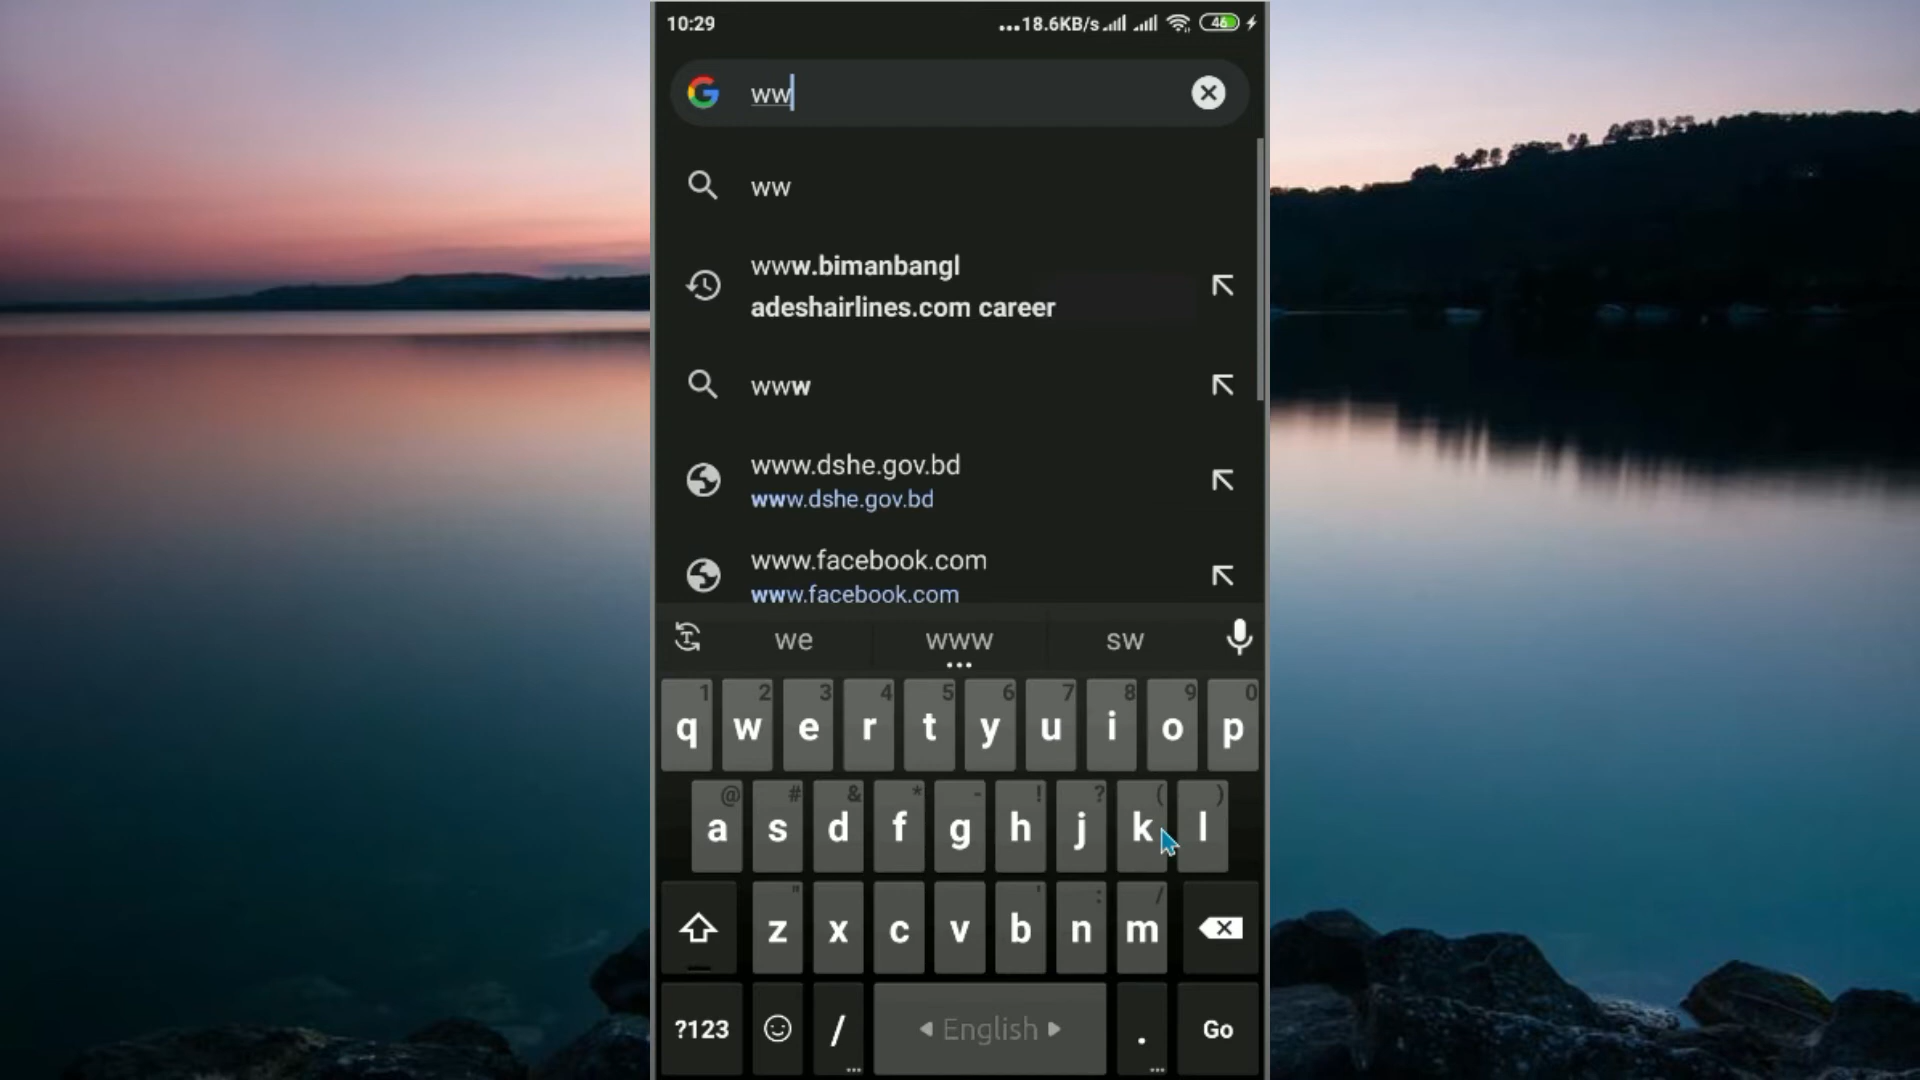 10:29
...18.6KB/s
46
ww
ww
www.bimanbangl
adeshairlines.com career
www
www.dshe.gov.bd
www.dshe.gov.bd
www.facebook.com
www.facebook.com
we www sw
1 2 3 4 5 6 7 8 9 0
q w e r t y u i o p
@ # & * - ! ? ( )
a s d f g h j k l
" ' : /
z x c v b n m
?123 / English . Go